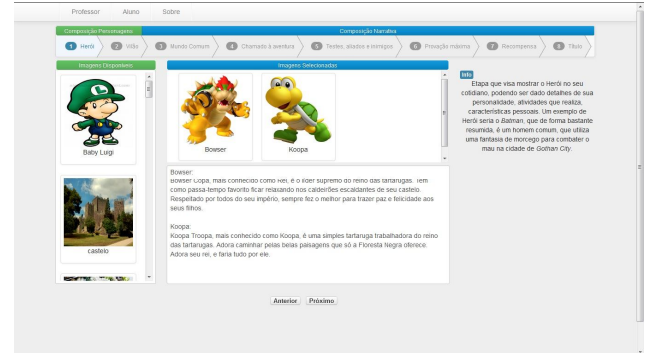 Professor Aluno Sobre
Composição Personagens Composição Narrativa
1 Herói 2 Vilão 3 Mundo Comum 4 Chamada à aventura 5 Testes, aliados e inimigos 6 Provação máxima 7 Recompensa 8 Título
Imagens Disponíveis
Baby Luigi
castelo
Imagens Selecionadas
Bowser Koopa
Bowser:
Bowser Copa, mais conhecido como Rei, é o líder supremo do reino das tartarugas. Tem
como passa-tempo favorito ficar relaxando nos caldeirões escaldantes de seu castelo.
Respeitado por todos do seu império, sempre fez o melhor para trazer paz e felicidade aos
seus filhos.
Koopa:
Koopa Troopa, mais conhecido como Koopa, é uma simples tartaruga trabalhadora do reino
das tartarugas. Adora caminhar pelas belas paisagens que só a Floresta Negra oferece.
Adora seu rei, e faria tudo por ele.
Info
Etapa que visa mostrar o Herói no seu
cotidiano, podendo ser dado detalhes de sua
personalidade, atividades que realiza,
características pessoais. Um exemplo de
Herói seria o Batman, que de forma bastante
resumida, é um homem comum, que utiliza
uma fantasia de morcego para combater o
mau na cidade de Gothan City.
Anterior Próximo